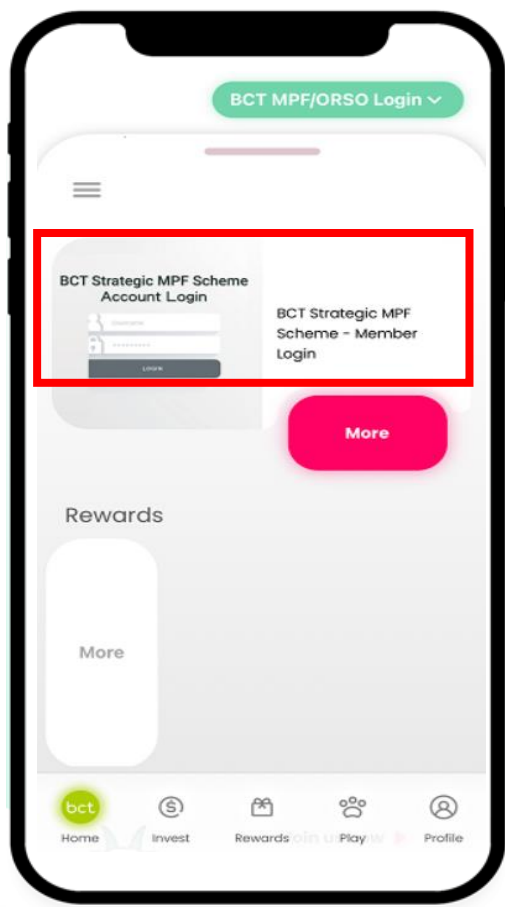 BCT MPF/ORSO Login
BCT Strategic MPF Scheme
Account Login
Username
LOGIN
BCT Strategic MPF
Scheme - Member
Login
More
Rewards
More
bct
Home Invest Rewards Play Profile